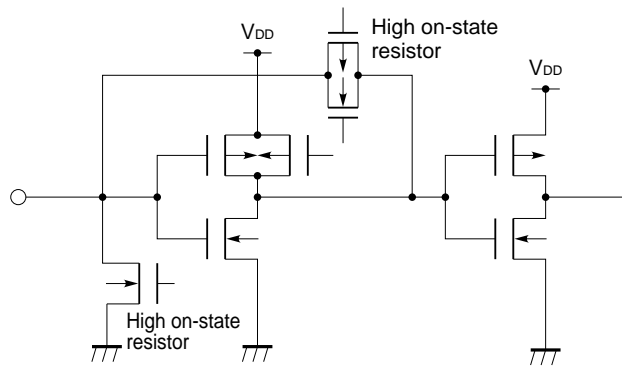 High on-state
resistor
VDD
VDD
High on-state
resistor